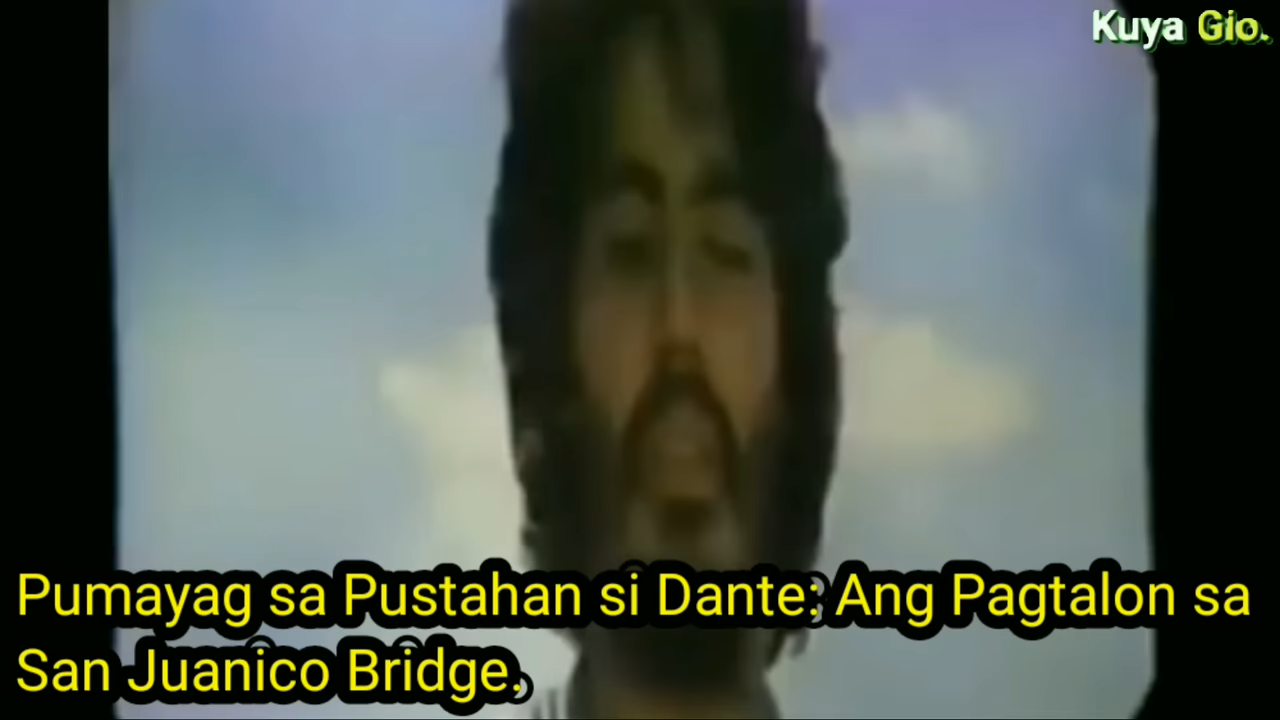 Kuya Gio.
Pumayag sa Pustahan si Dante: Ang Pagtalon sa
San Juanico Bridge.